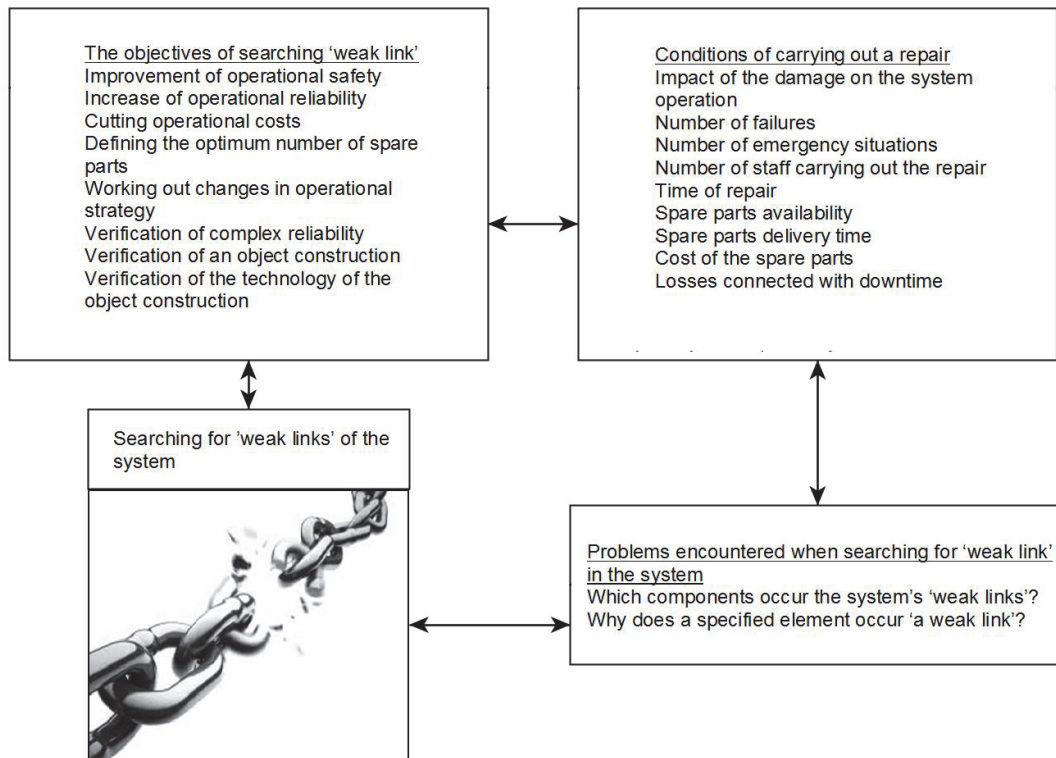 The objectives of searching ‘weak link’
Improvement of operational safety
Increase of operational reliability
Cutting operational costs
Defining the optimum number of spare
parts
Working out changes in operational
strategy
Verification of complex reliability
Verification of an object construction
Verification of the technology of the
object construction
Conditions of carrying out a repair
Impact of the damage on the system
operation
Number of failures
Number of emergency situations
Number of staff carrying out the repair
Time of repair
Spare parts availability
Spare parts delivery time
Cost of the spare parts
Losses connected with downtime
Searching for ’weak links’ of the
system
Problems encountered when searching for ‘weak link’
in the system
Which components occur the system’s ‘weak links’?
Why does a specified element occur ‘a weak link’?